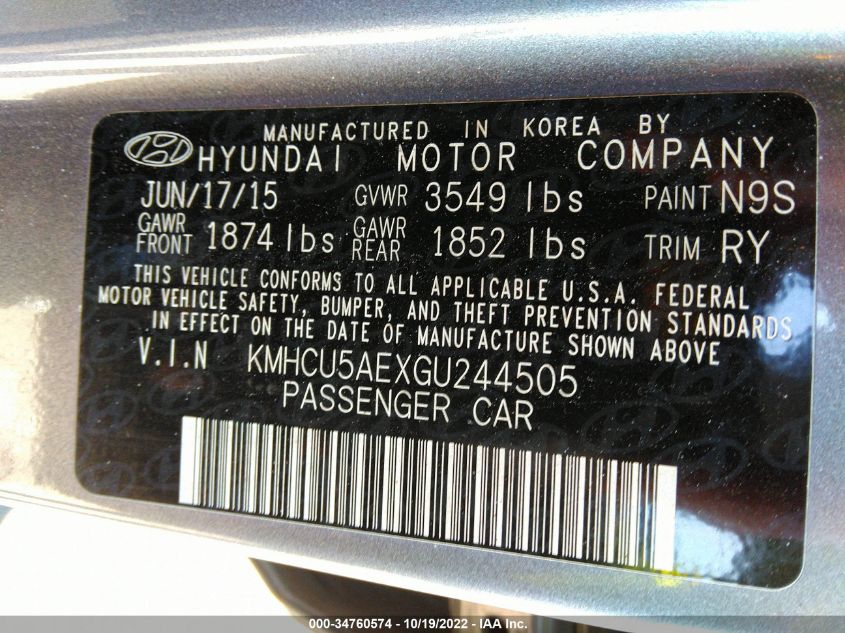 MANUFACTURED IN KOREA BY
HYUNDAI MOTOR COMPANY
JUN/17/15 GVWR 3549 lbs PAINT N9S
GAWR FRONT 1874 lbs GAWR REAR 1852 lbs TRIM RY
THIS VEHICLE CONFORMS TO ALL APPLICABLE U.S.A. FEDERAL
MOTOR VEHICLE SAFETY, BUMPER, AND THEFT PREVENTION STANDARDS
IN EFFECT ON THE DATE OF MANUFACTURE SHOWN ABOVE
V.I.N KMHCU5AEXGU244505
PASSENGER CAR
000-34760574 / 10/19/2022 - IAA Inc.